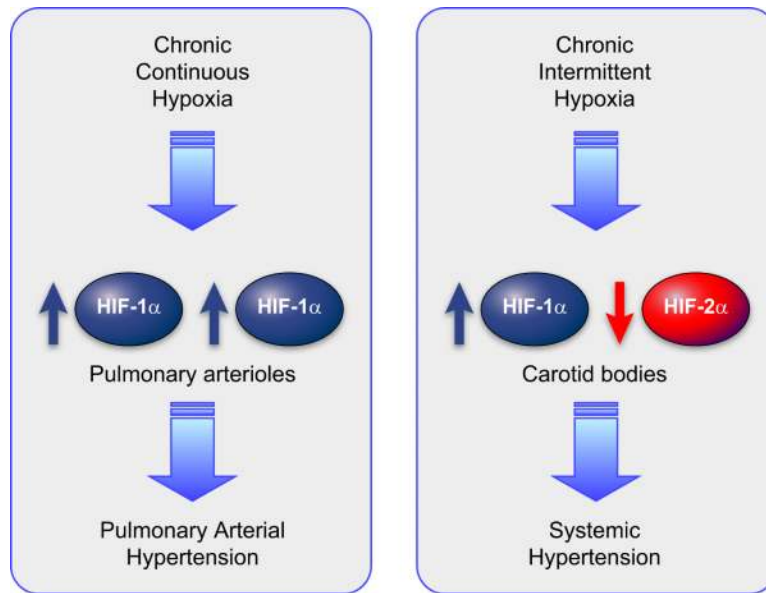 Chronic
Continuous
Hypoxia
HIF-1α
HIF-1α
Pulmonary arterioles
Pulmonary Arterial
Hypertension
Chronic
Intermittent
Hypoxia
HIF-1α
HIF-2α
Carotid bodies
Systemic
Hypertension